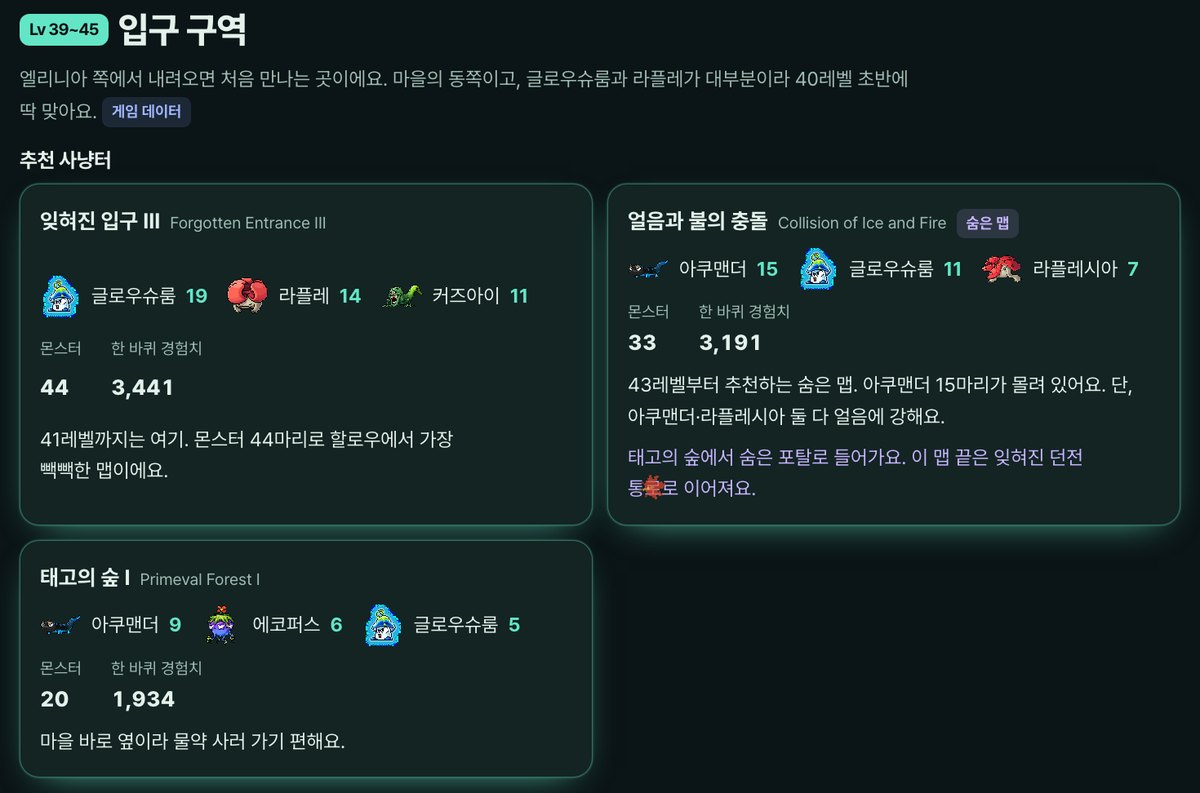 Lv 39~45 입구 구역
엘리니아 쪽에서 내려오면 처음 만나는 곳이에요. 마을의 동쪽이고, 글로우슈룸과 라플레가 대부분이라 40레벨 초반에
딱 맞아요. 게임 데이터
추천 사냥터
잊혀진 입구 III Forgotten Entrance III
글로우슈룸 19 라플레 14 커즈아이 11
몬스터 한 바퀴 경험치
44 3,441
41레벨까지는 여기. 몬스터 44마리로 할로우에서 가장
빽빽한 맵이에요.
얼음과 불의 충돌 Collision of Ice and Fire 숨은 맵
아쿠맨더 15 글로우슈룸 11 라플레시아 7
몬스터 한 바퀴 경험치
33 3,191
43레벨부터 추천하는 숨은 맵. 아쿠맨더 15마리가 몰려 있어요. 단,
아쿠맨더·라플레시아 둘 다 얼음에 강해요.
태고의 숲에서 숨은 포탈로 들어가요. 이 맵 끝은 잊혀진 던전
통로로 이어져요.
태고의 숲 I Primeval Forest I
아쿠맨더 9 에코퍼스 6 글로우슈룸 5
몬스터 한 바퀴 경험치
20 1,934
마을 바로 옆이라 물약 사러 가기 편해요.